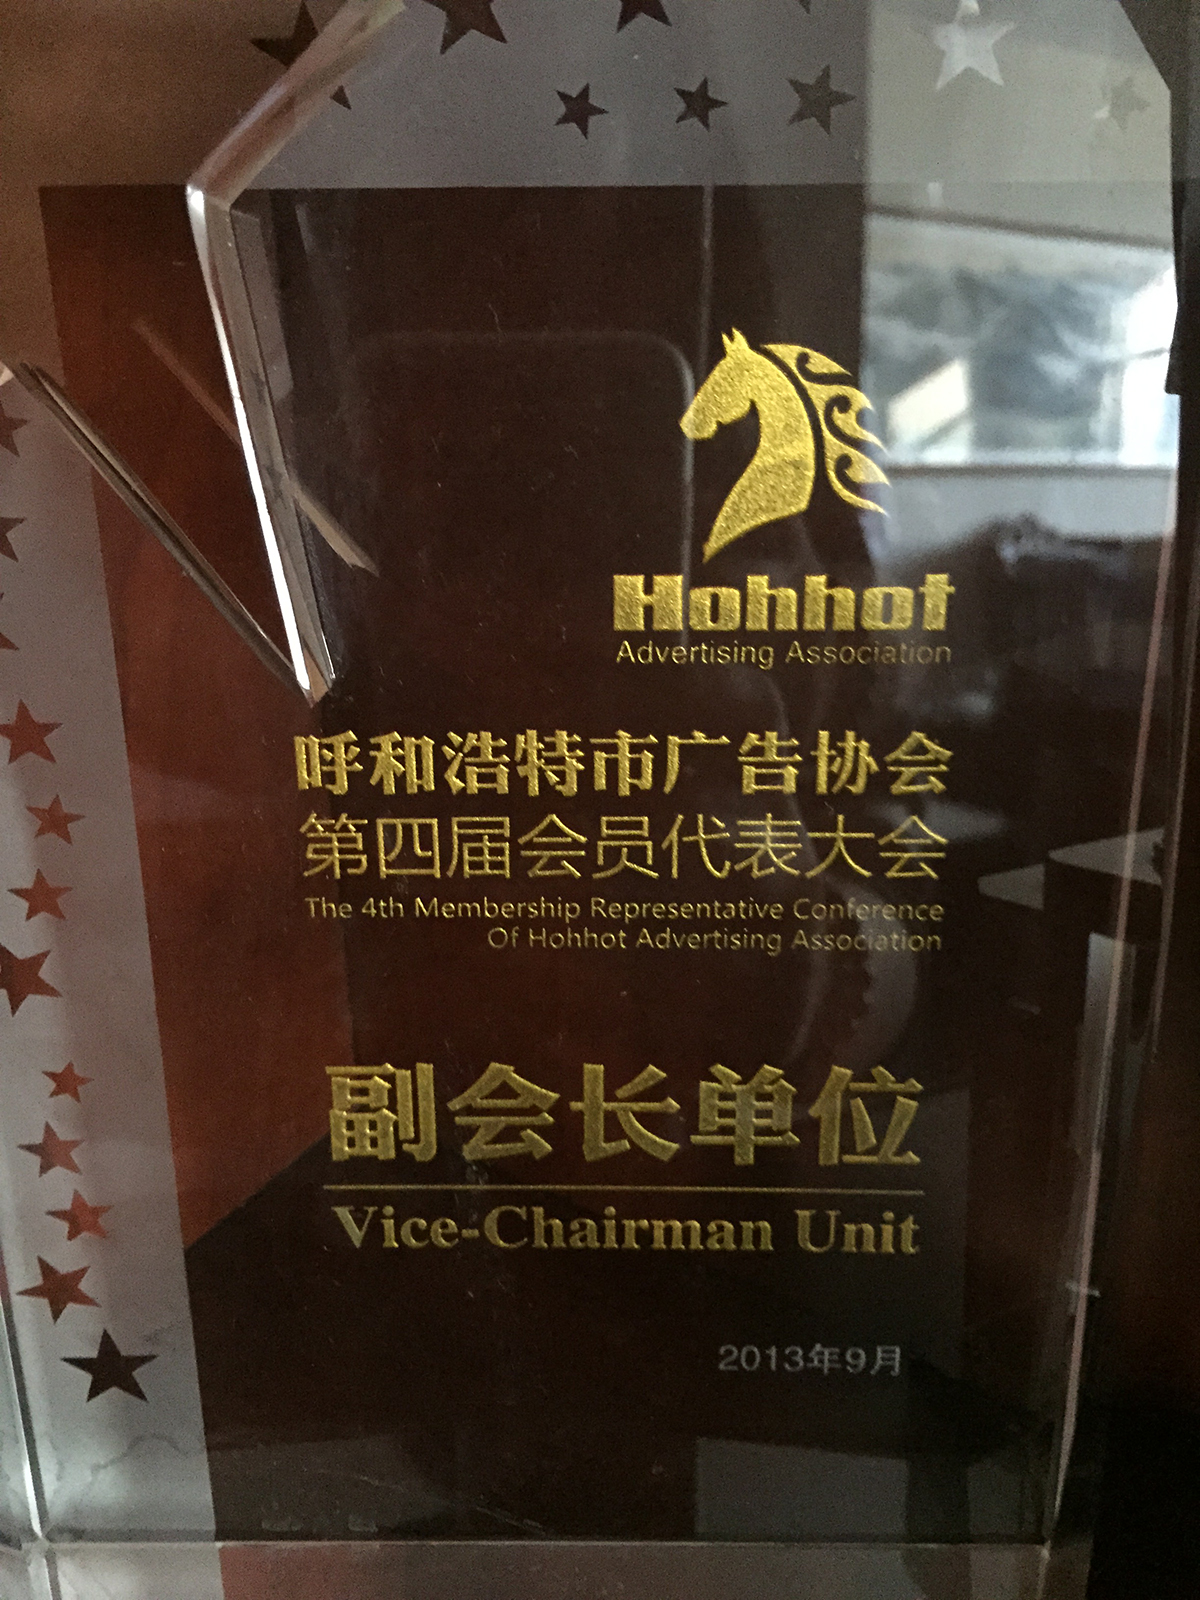 Hohhot
Advertising Association
呼和浩特市广告协会
第四届会员代表大会
The 4th Membership Representative Conference
Of Hohhot Advertising Association
副会长单位
Vice-Chairman Unit
2013年9月